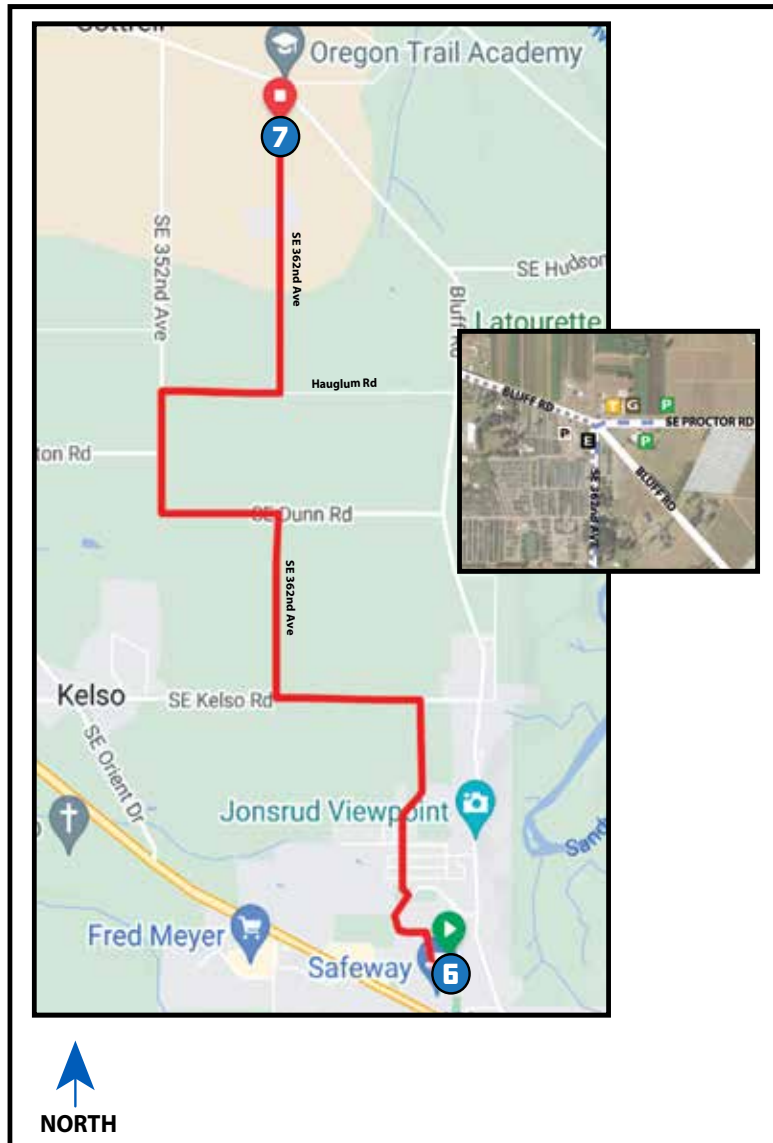 Cottrell
Oregon Trail Academy
7
SE 352nd Ave
SE 362nd Ave
SE Hudson
Bluff Rd
Latourette
Hauglum Rd
BLUFF RD
T G P
SE PROCTOR RD
P
E
P
SE 362nd AVE
BLUFF RD
ton Rd
SE Dunn Rd
SE 362nd Ave
Kelso
SE Kelso Rd
SE Orient Dr
Jonsrud Viewpoint
Sand
Fred Meyer
Safeway
6
NORTH